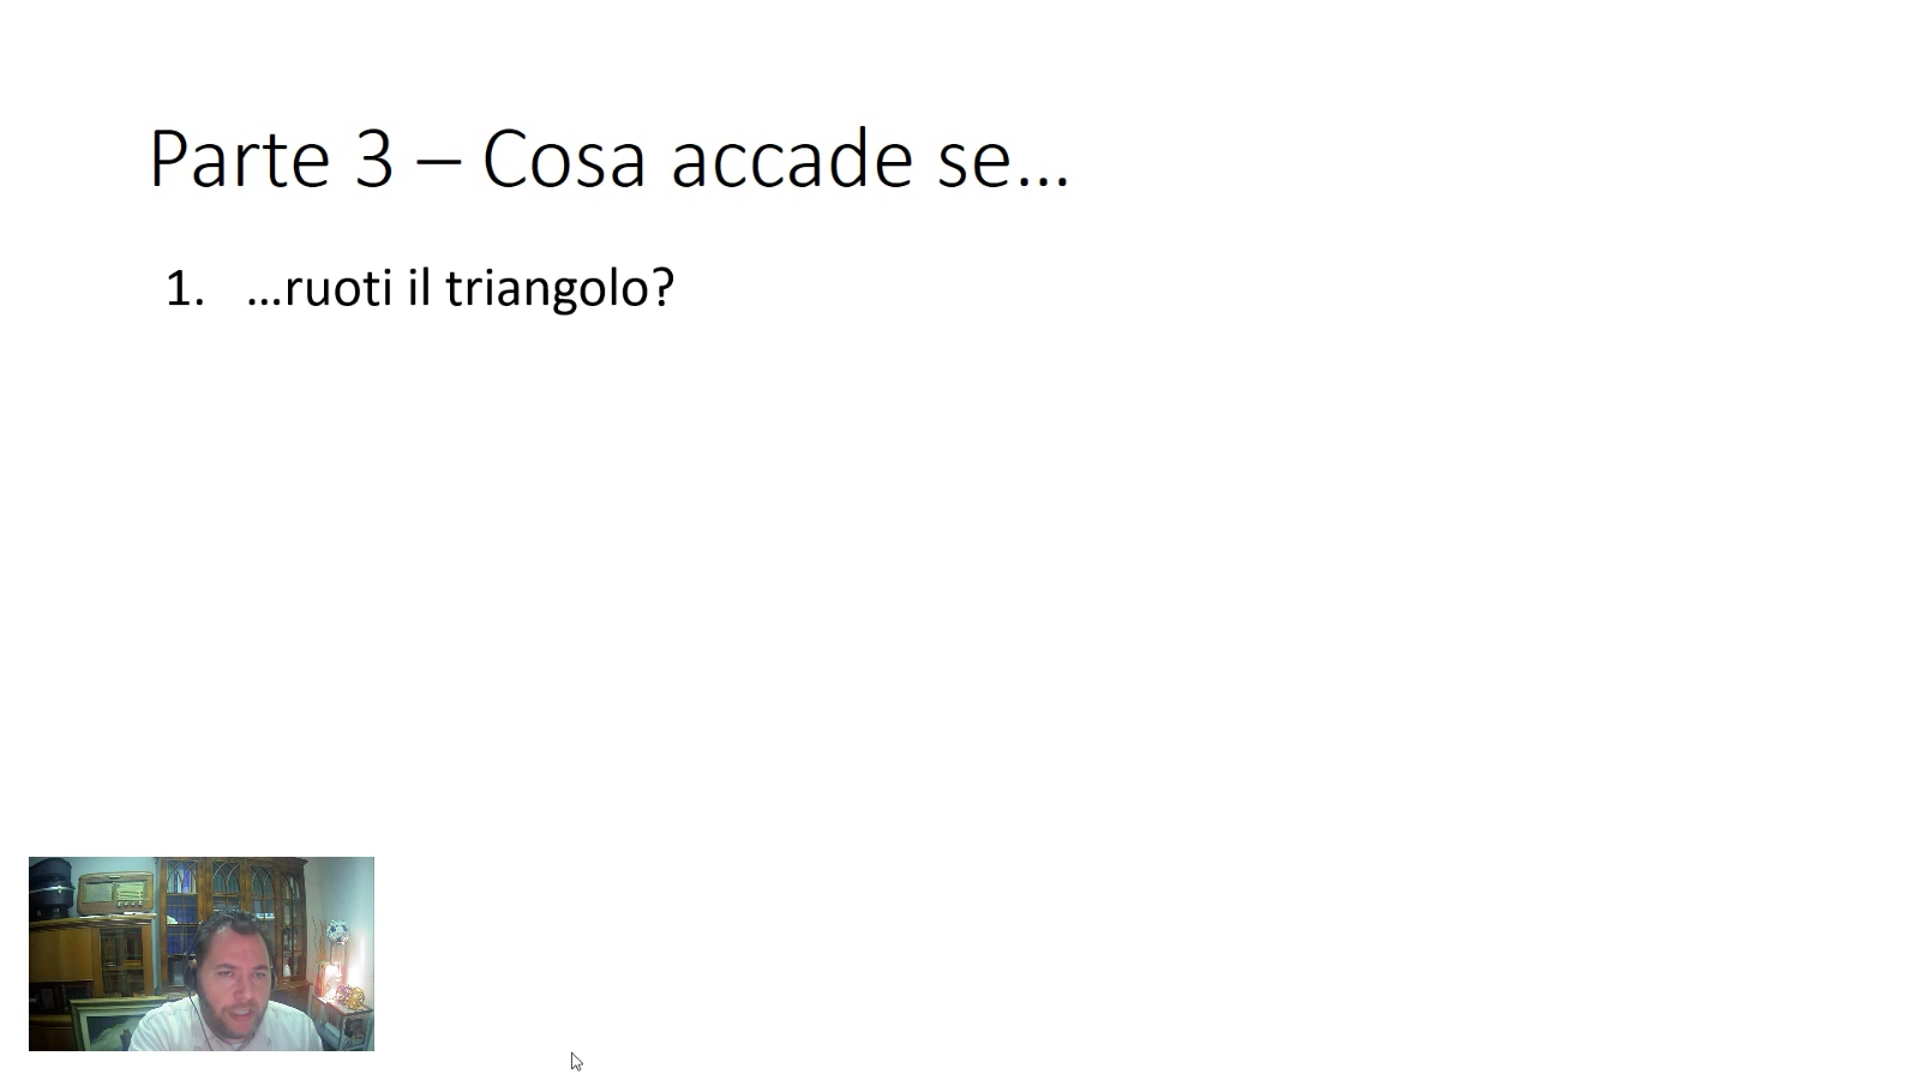 Parte 3 – Cosa accade se…
1. …ruoti il triangolo?